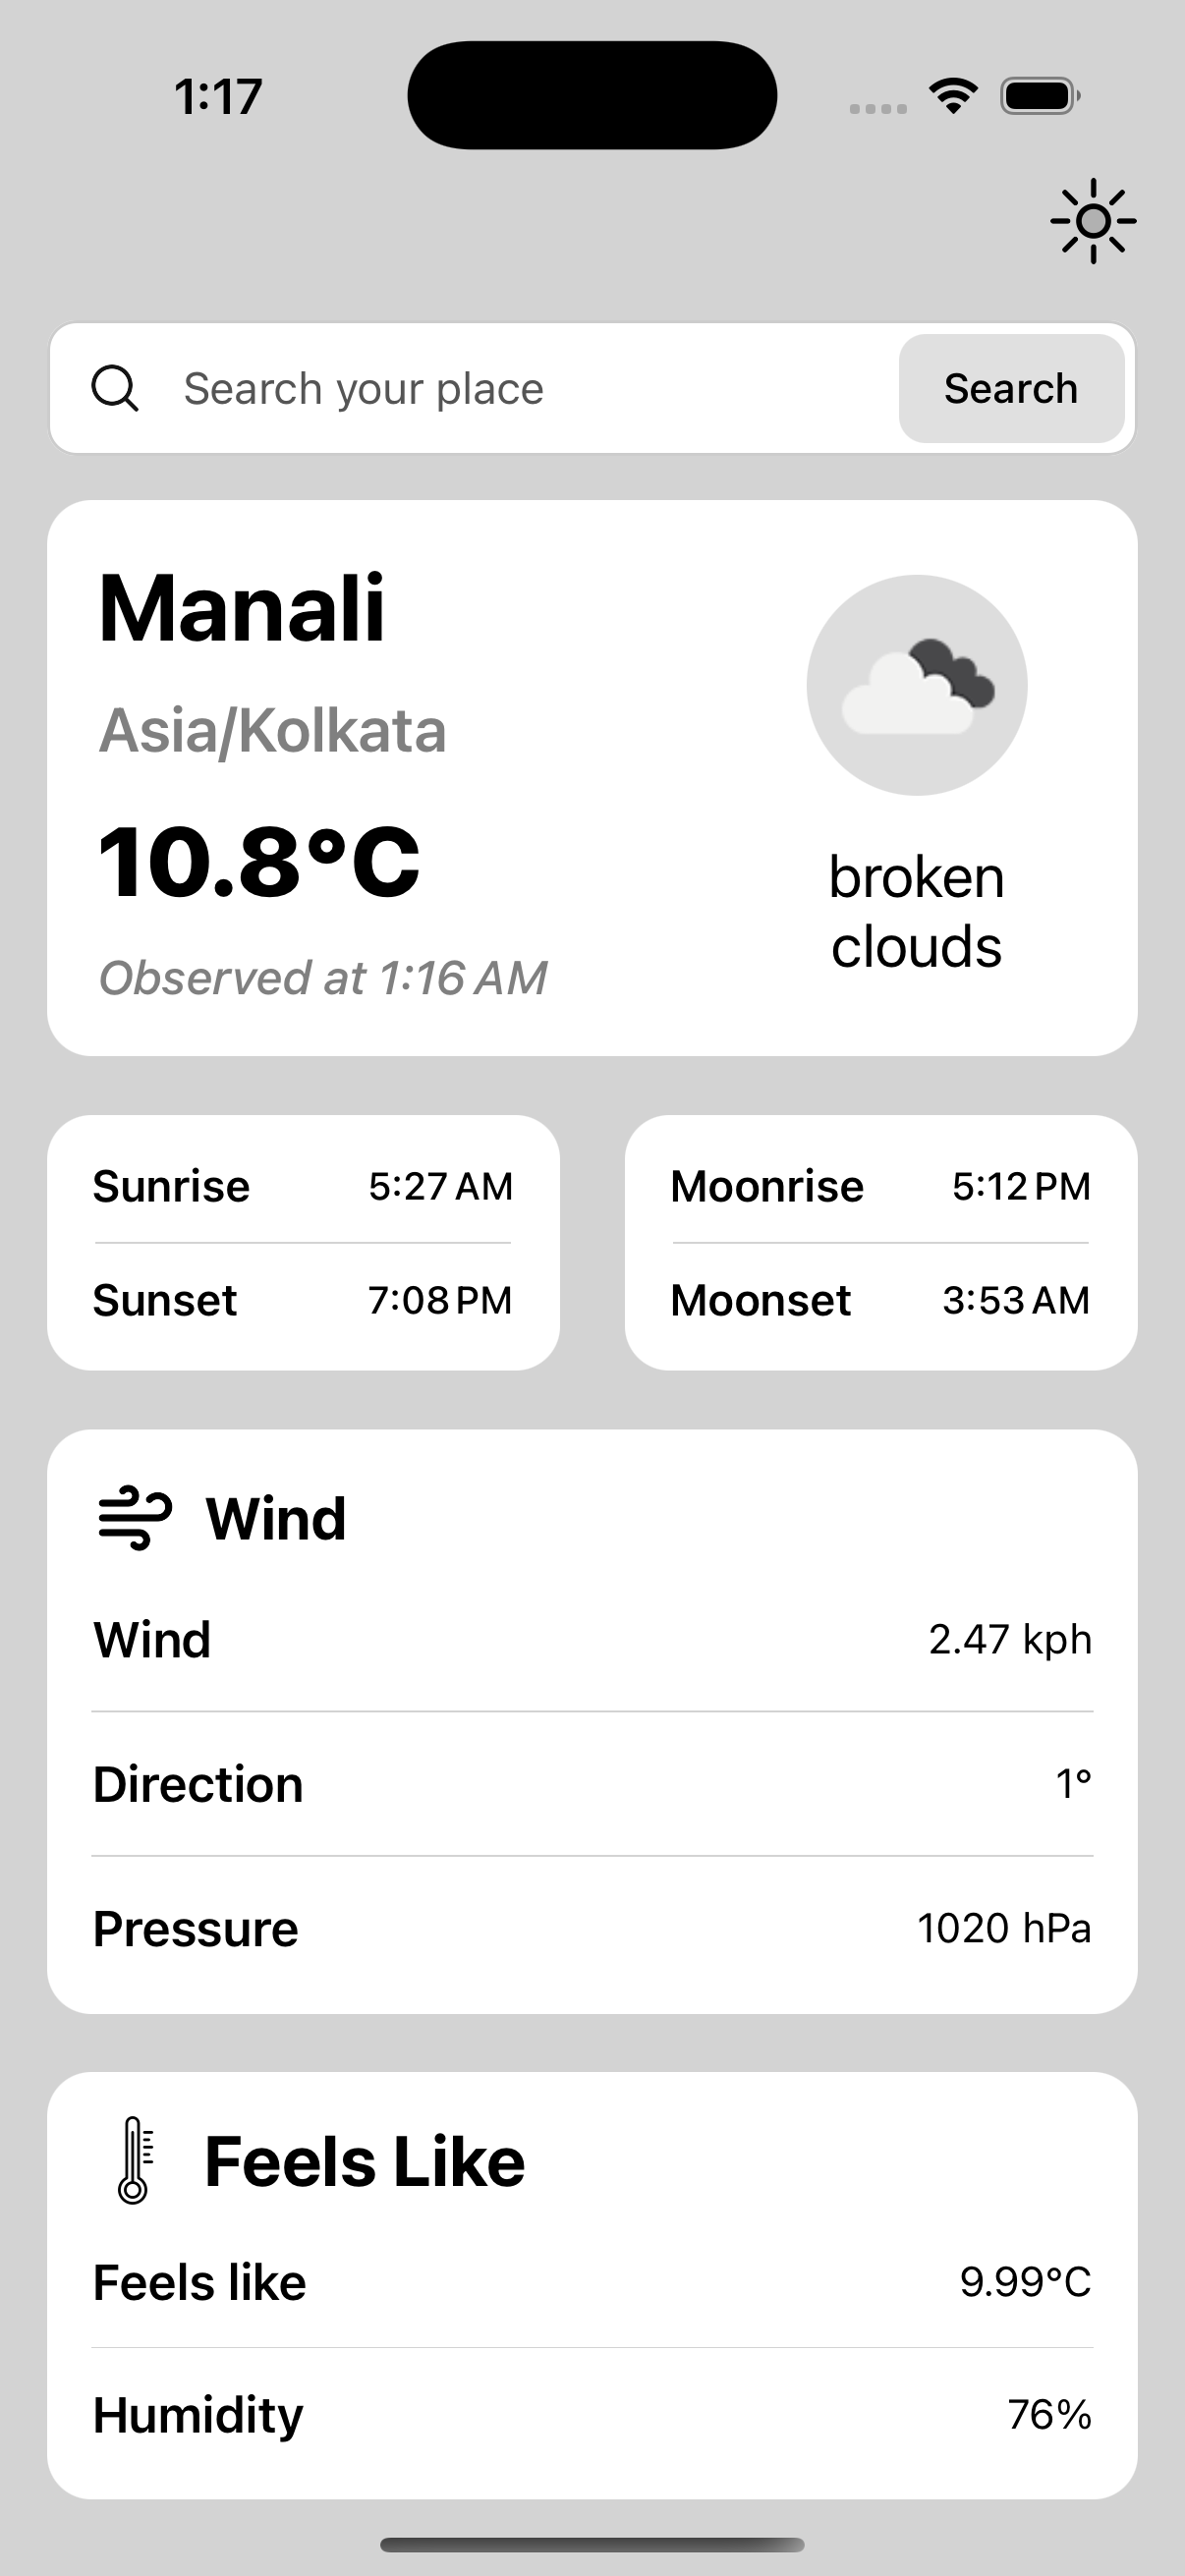 1:17
Search your place
Search
Manali
Asia/Kolkata
10.8°C
Observed at 1:16 AM
broken
clouds
Sunrise 5:27 AM
Sunset 7:08 PM
Moonrise 5:12 PM
Moonset 3:53 AM
Wind
Wind 2.47 kph
Direction 1°
Pressure 1020 hPa
Feels Like
Feels like 9.99°C
Humidity 76%